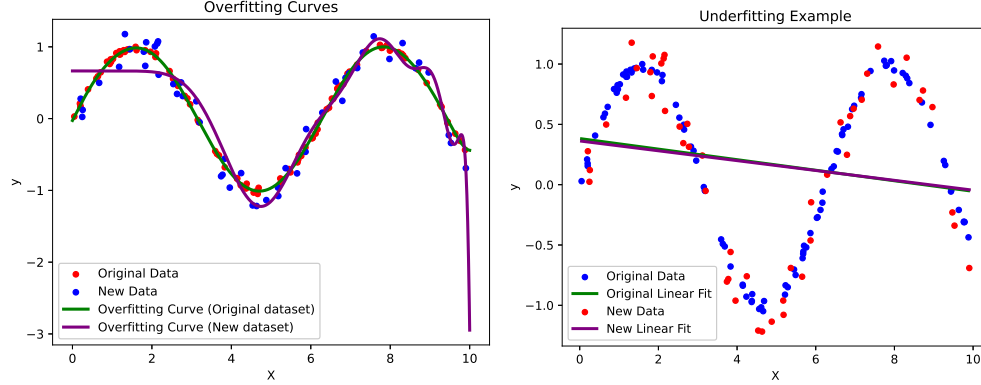 Overfitting Curves
1
0
−1
−2
−3
y
0
2
4
6
8
10
X
Original Data
New Data
Overfitting Curve (Original dataset)
Overfitting Curve (New dataset)
Underfitting Example
1.0
0.5
0.0
−0.5
−1.0
y
0
2
4
6
8
10
X
Original Data
Original Linear Fit
New Data
New Linear Fit